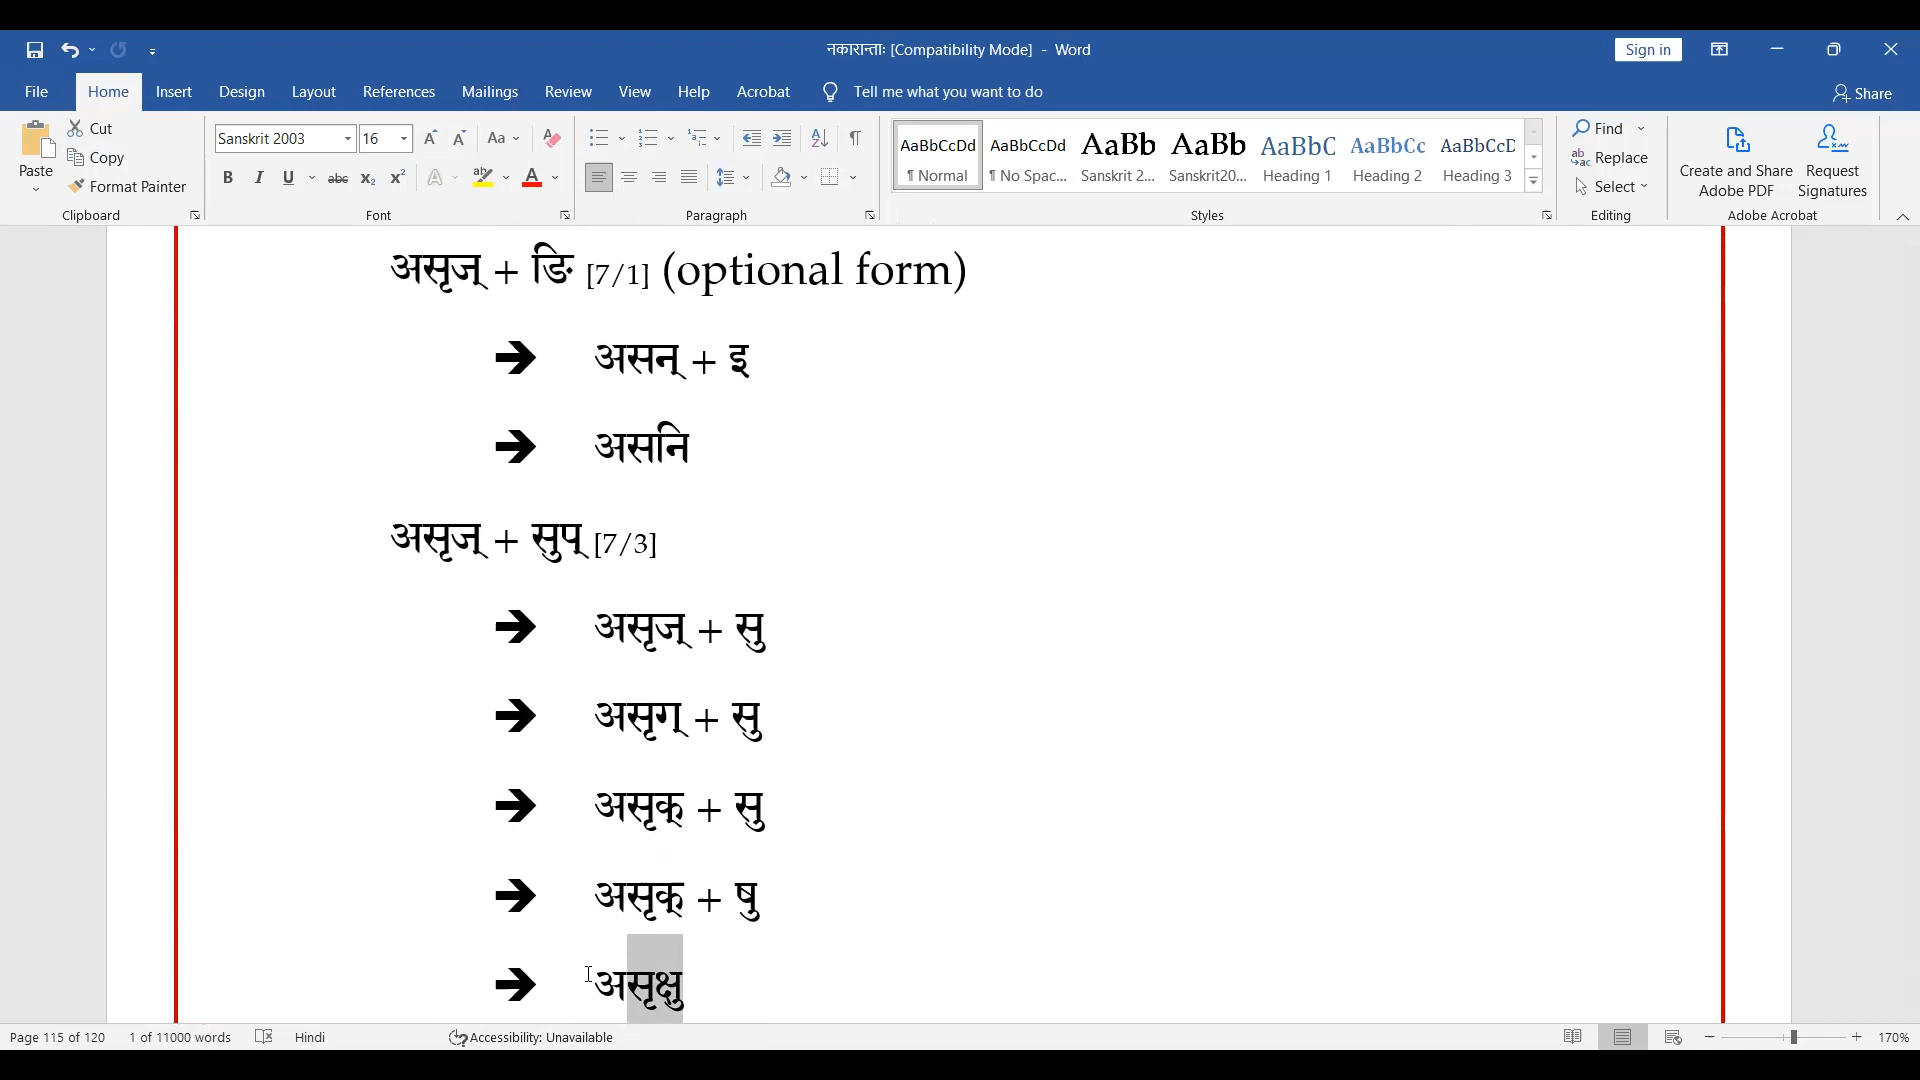 नकारान्ताः [Compatibility Mode] - Word
Sign in
File Home Insert Design Layout References Mailings Review View Help Acrobat Tell me what you want to do Share
Paste Cut Copy Format Painter Clipboard
Sanskrit 2003 16 Aa Font
Paragraph
AaBbCcDd AaBbCcDd AaBb AaBb AaBbC AaBbCc AaBbCcD
¶ Normal ¶ No Spac... Sanskrit 2... Sanskrit20... Heading 1 Heading 2 Heading 3
Styles
Find Replace Select Editing
Create and Share Adobe PDF Request Signatures Adobe Acrobat
असृज् + ङि [7/1] (optional form)
➔ असन् + इ
➔ असनि
असृज् + सुप् [7/3]
➔ असृज् + सु
➔ असृग् + सु
➔ असृक् + सु
➔ असृक् + षु
➔ असृक्षु
Page 115 of 120 1 of 11000 words Hindi Accessibility: Unavailable 170%